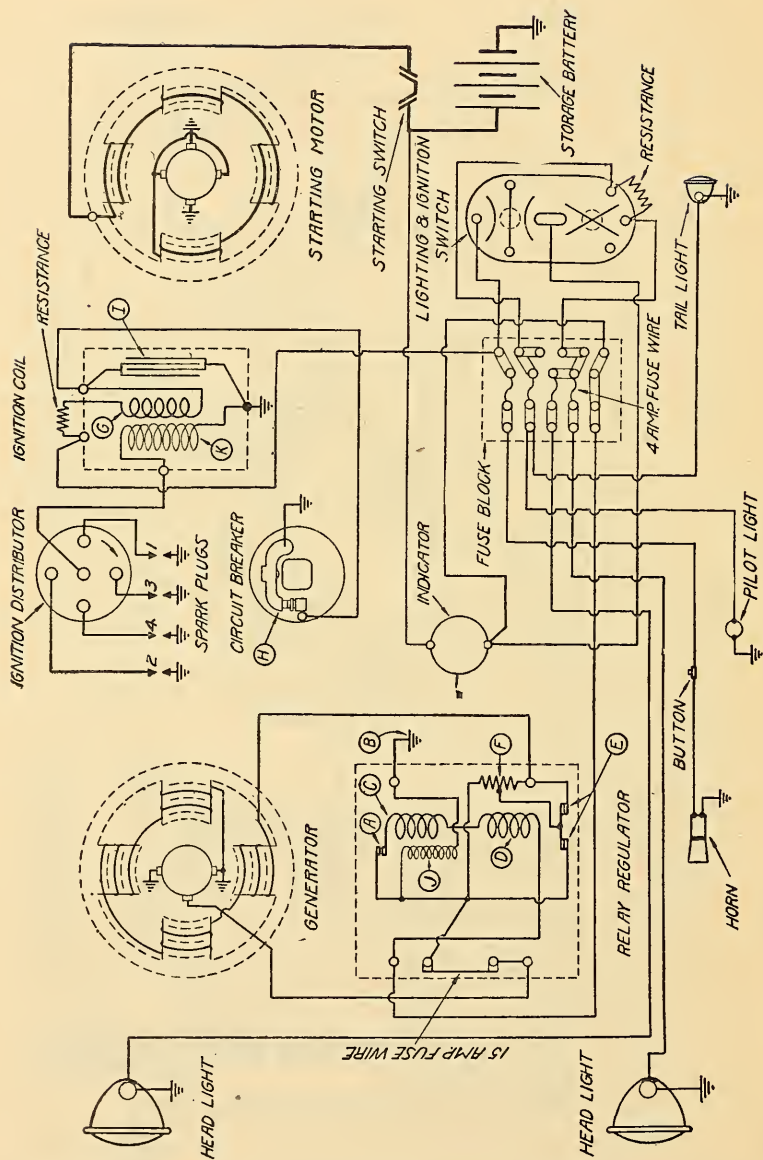 HEAD LIGHT
GENERATOR
IGNITION DISTRIBUTOR
IGNITION COIL
RESISTANCE
STARTING MOTOR
2
4
3
1
SPARK PLUGS
G
I
K
CIRCUIT BREAKER
H
STARTING SWITCH
STORAGE BATTERY
15 AMP. FUSE WIRE
A
C
B
J
D
F
E
RELAY REGULATOR
INDICATOR
FUSE BLOCK
4 AMP. FUSE WIRE
LIGHTING & IGNITION
SWITCH
RESISTANCE
TAIL LIGHT
HEAD LIGHT
HORN
BUTTON
PILOT LIGHT